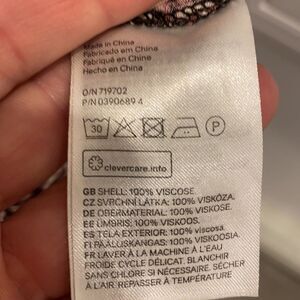 Made in China
Fabricado em China
Fabriqué en China
Hecho en China
O/N 719702
P/N 0390689 4
30
P
clevercare.info
GB SHELL: 100% VISCOSE
CZ SVRCHNÍ LÁTKA: 100% VISKÓZA.
DE OBERMATERIAL: 100% VISKOSE.
EE ÜMBRIS: 100% VISKOOS.
ES TELA EXTERIOR: 100% viscosa
FI PÄÄLLUSKANGAS: 100% VISKOOSIA
FR LAVER À LA MACHINE À L'EAU
FROIDE CYCLE DÉLICAT. BLANCHIR
SANS CHLORE SI NÉCESSAIRE. SÉCHER
À L'AIR. REPASSER À TEMPÉRATURE